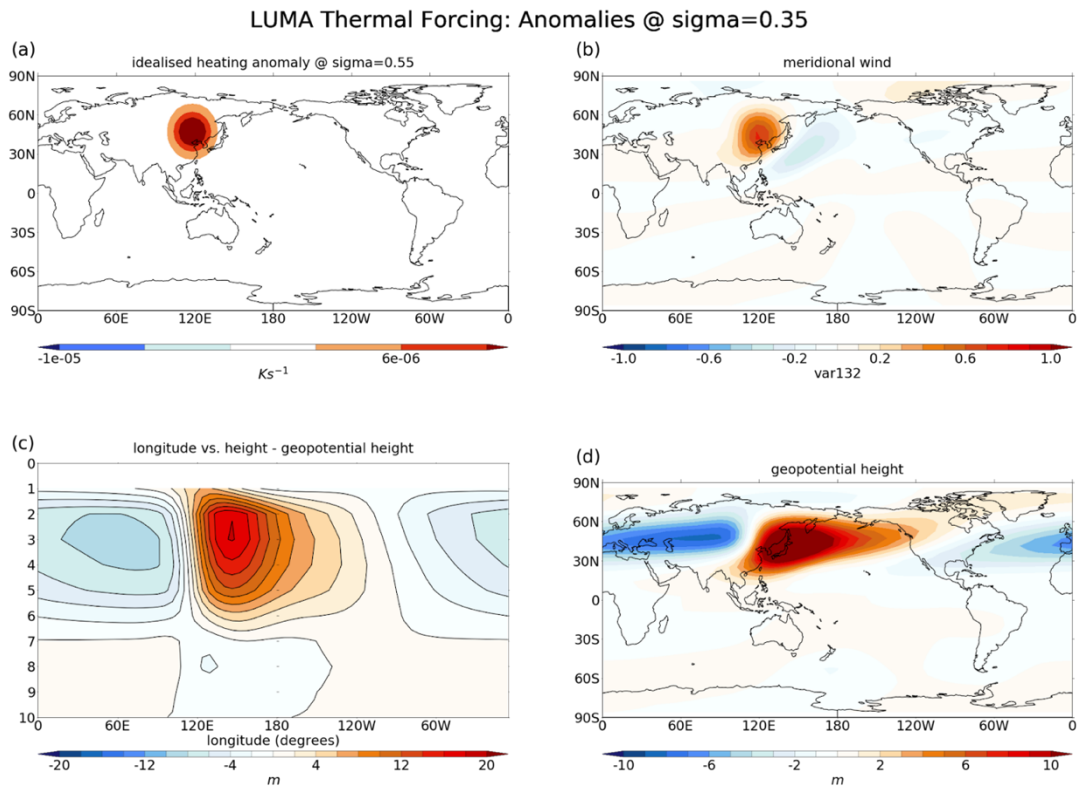 LUMA Thermal Forcing: Anomalies @ sigma=0.35
(a)
idealised heating anomaly @ sigma=0.55
90N
60N
30N
0
30S
60S
90S
0 60E 120E 180 120W 60W 0
-1e-05 6e-06
Ks⁻¹
(b)
meridional wind
90N
60N
30N
0
30S
60S
90S
0 60E 120E 180 120W 60W 0
-1.0 -0.6 -0.2 0.2 0.6 1.0
var132
(c)
longitude vs. height - geopotential height
0
1
2
3
4
5
6
7
8
9
10
0 60E 120E 180 120W 60W
longitude (degrees)
-20 -12 -4 4 12 20
m
(d)
geopotential height
90N
60N
30N
0
30S
60S
90S
0 60E 120E 180 120W 60W 0
-10 -6 -2 2 6 10
m